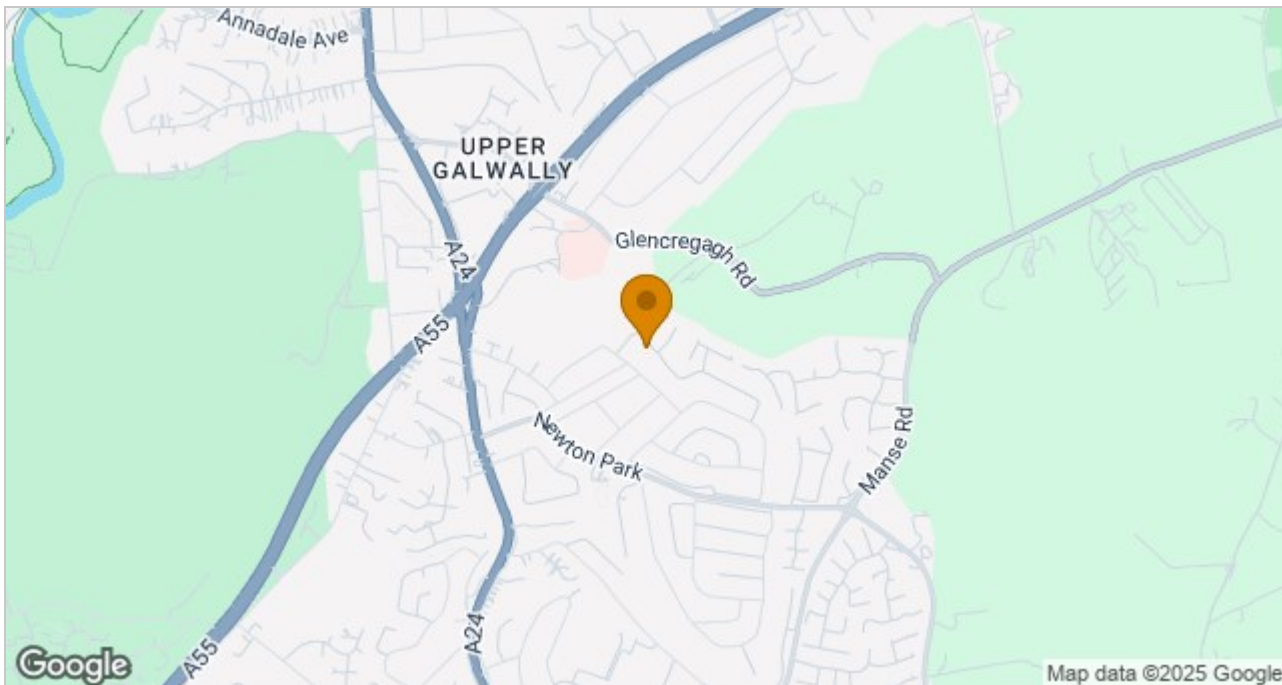 Annadale Ave
UPPER
GALWALLY
Glencregagh Rd
A24
A55
Newton Park
Manse Rd
A24
A55
Google
Map data ©2025 Google